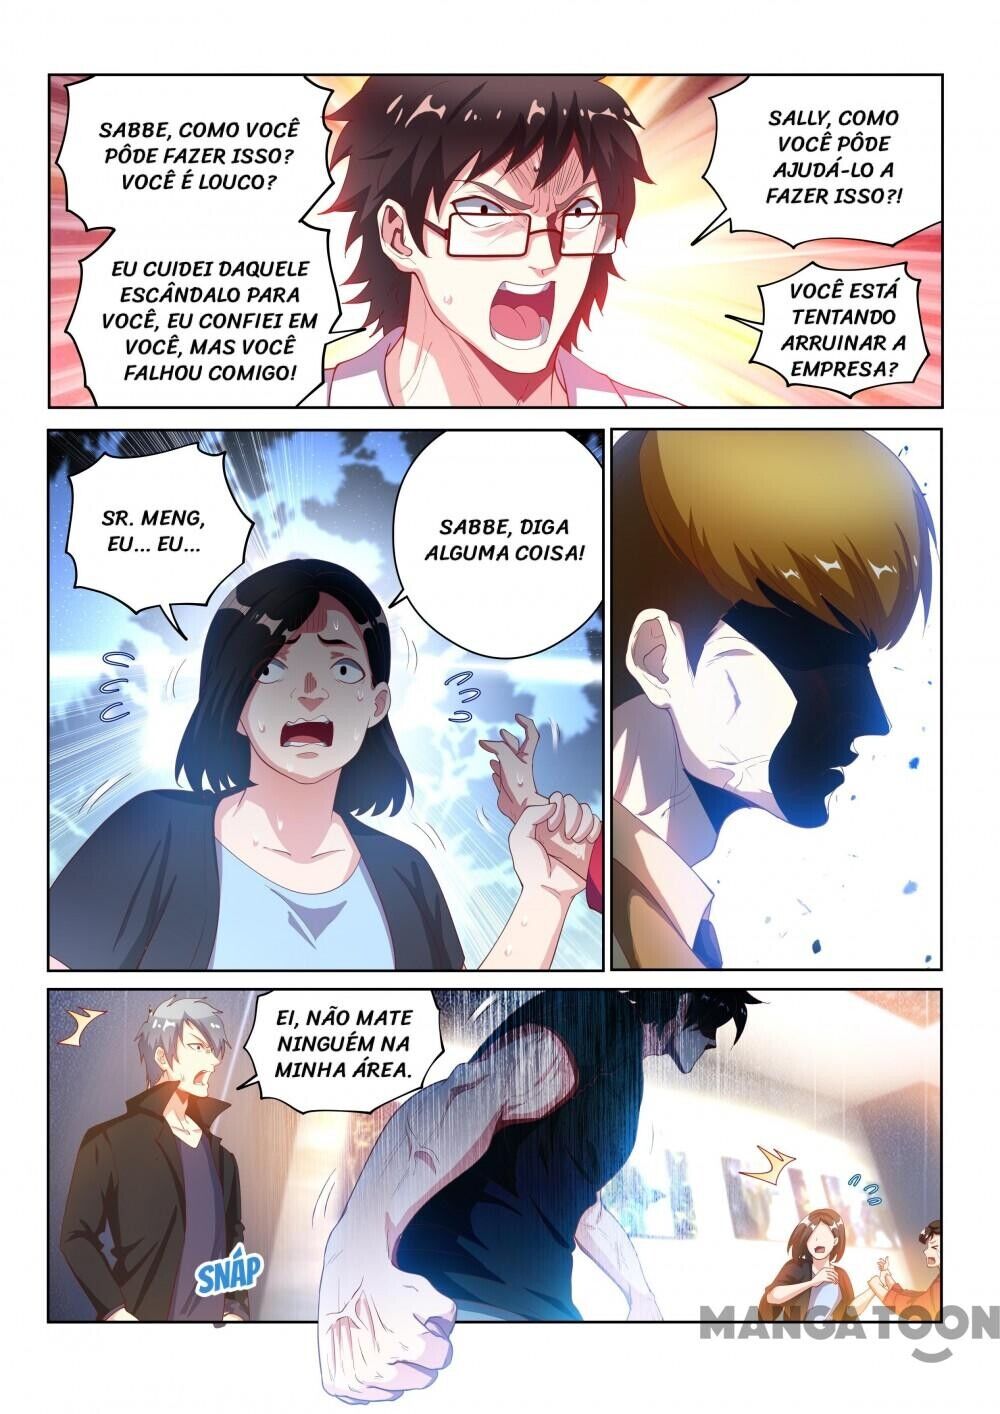 SABBE, COMO VOCÊ
PÔDE FAZER ISSO?
VOCÊ É LOUCO?
EU CUIDEI DAQUELE
ESCÂNDALO PARA
VOCÊ, EU CONFIEI EM
VOCÊ, MAS VOCÊ
FALHOU COMIGO!
SALLY, COMO
VOCÊ PÔDE
AJUDÁ-LO A
FAZER ISSO?!
VOCÊ ESTÁ
TENTANDO
ARRUINAR A
EMPRESA?
SR. MENG,
EU... EU...
SABBE, DIGA
ALGUMA COISA!
EI, NÃO MATE
NINGUÉM NA
MINHA ÁREA.
SNÁP
MANGATOON